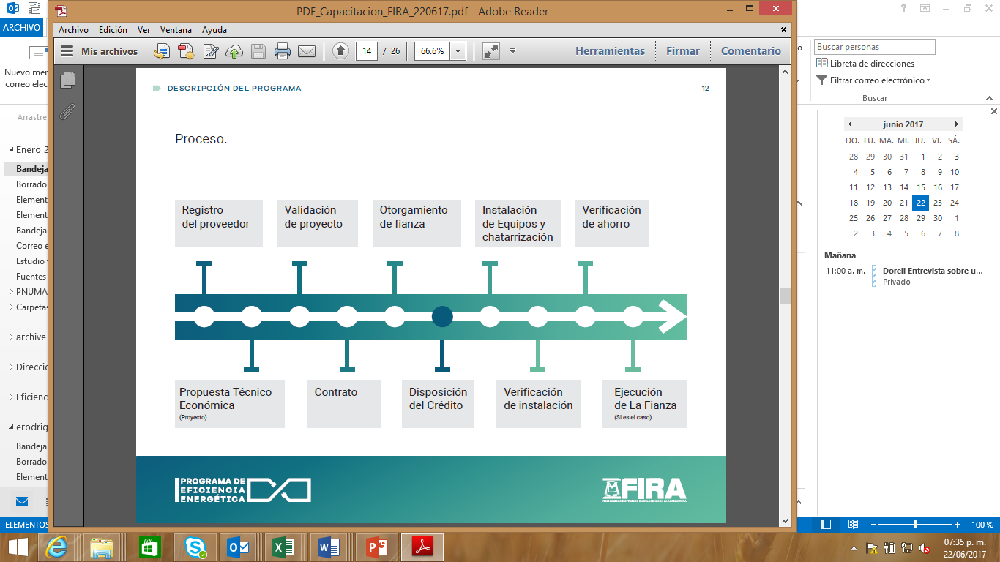 PDF_Capacitacion_FIRA_220617.pdf - Adobe Reader
ARCHIVO
Archivo Edición Ver Ventana Ayuda
Mis archivos
14 / 26
66.6%
Herramientas
Firmar
Comentario
Buscar personas
Libreta de direcciones
Filtrar correo electrónico
Buscar
Nuevo
correo
Arrastre
Enero 2
Bandeja
Borrado
Element
Element
Bandeja
Correo e
Estudio
Fuentes
PNUMA
Carpetas
archive
Direcci
Eficienc
erodrig
Bandeja
Borrado
Element
ELEMENTOS
DESCRIPCIÓN DEL PROGRAMA
12
Proceso.
Registro
del proveedor
Validación
de proyecto
Otorgamiento
de fianza
Instalación
de Equipos y
chatarrización
Verificación
de ahorro
Propuesta Técnico
Económica
(Proyecto)
Contrato
Disposición
del Crédito
Verificación
de instalación
Ejecución
de La Fianza
(Si es el caso)
PROGRAMA DE
EFICIENCIA
ENERGÉTICA
FIRA
FIDEICOMISOS INSTITUIDOS EN RELACIÓN CON LA AGRICULTURA
junio 2017
DO. LU. MA. MI. JU. VI. SÁ.
28 29 30 31 1 2 3
4 5 6 7 8 9 10
11 12 13 14 15 16 17
18 19 20 21 22 23 24
25 26 27 28 29 30 1
2 3 4 5 6 7 8
Mañana
11:00 a. m. Doreli Entrevista sobre u...
Privado
100 %
07:35 p. m.
22/06/2017